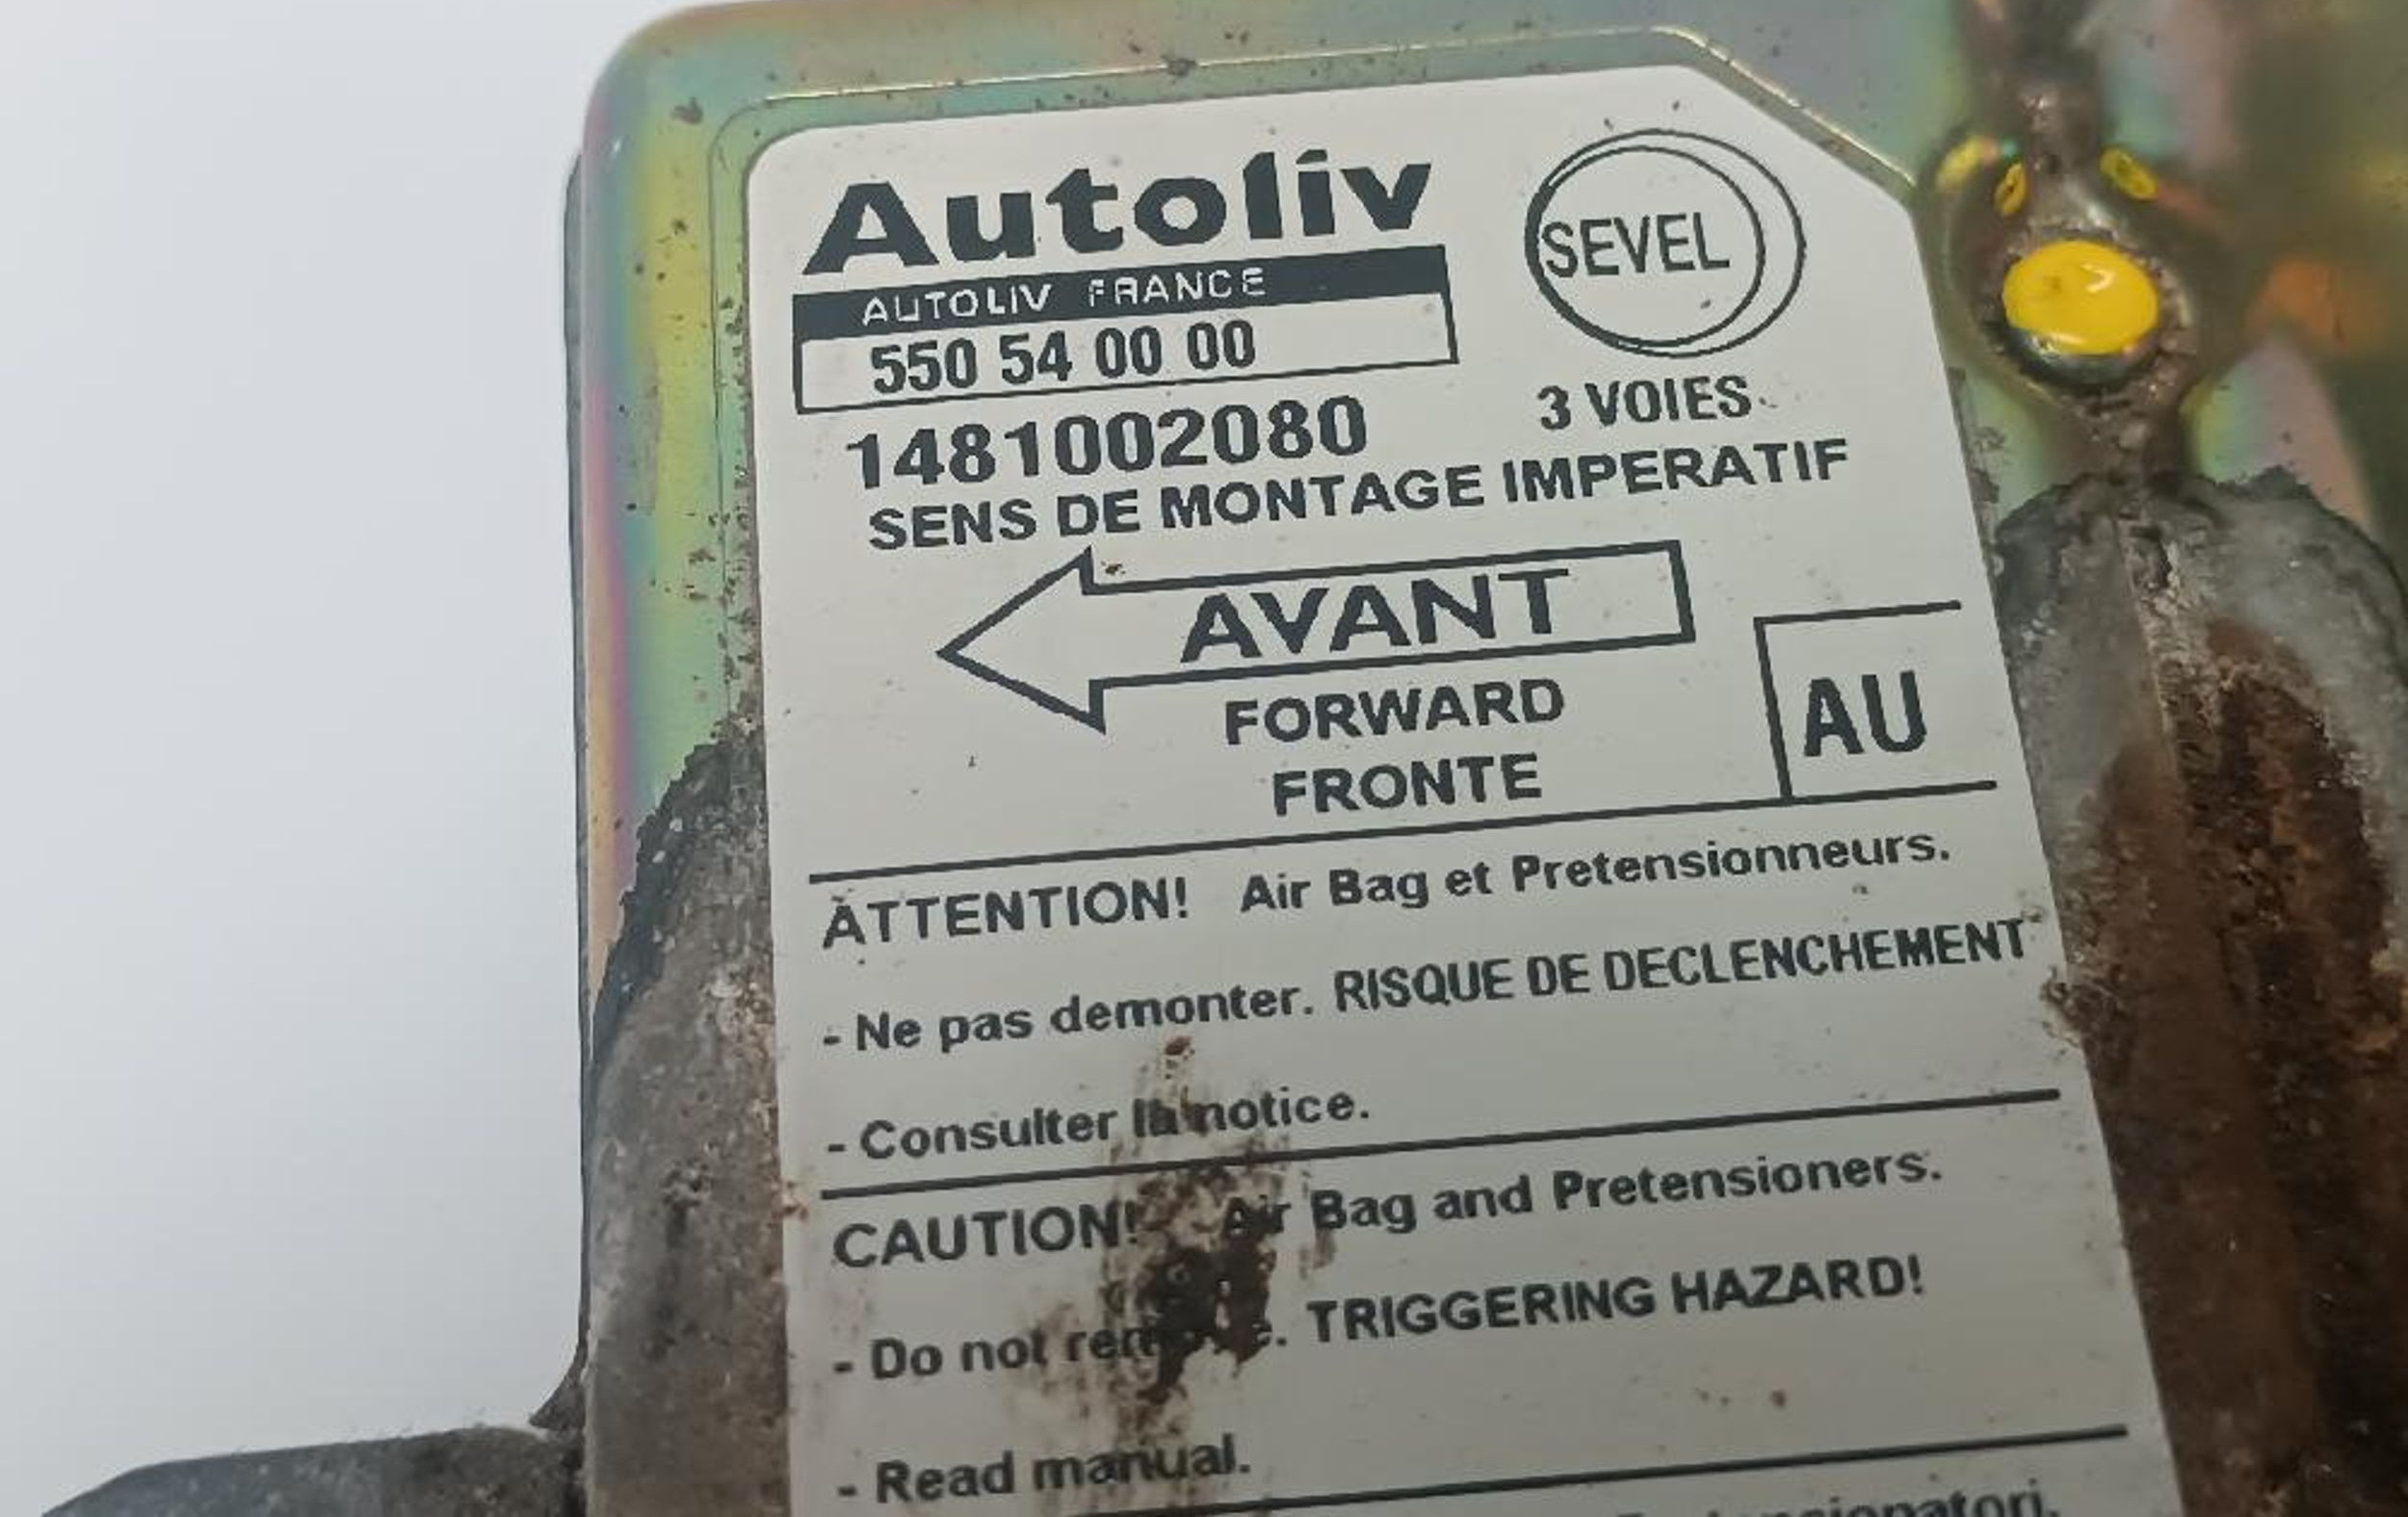 Autoliv
SEVEL
AUTOLIV FRANCE
550 54 00 00
1481002080
3 VOIES
SENS DE MONTAGE IMPERATIF
AVANT
FORWARD
FRONTE
AU
ATTENTION! Air Bag et Pretensionneurs.
- Ne pas demonter. RISQUE DE DECLENCHEMENT
- Consulter la notice.
CAUTION! Air Bag and Pretensioners.
- Do not remove. TRIGGERING HAZARD!
- Read manual.